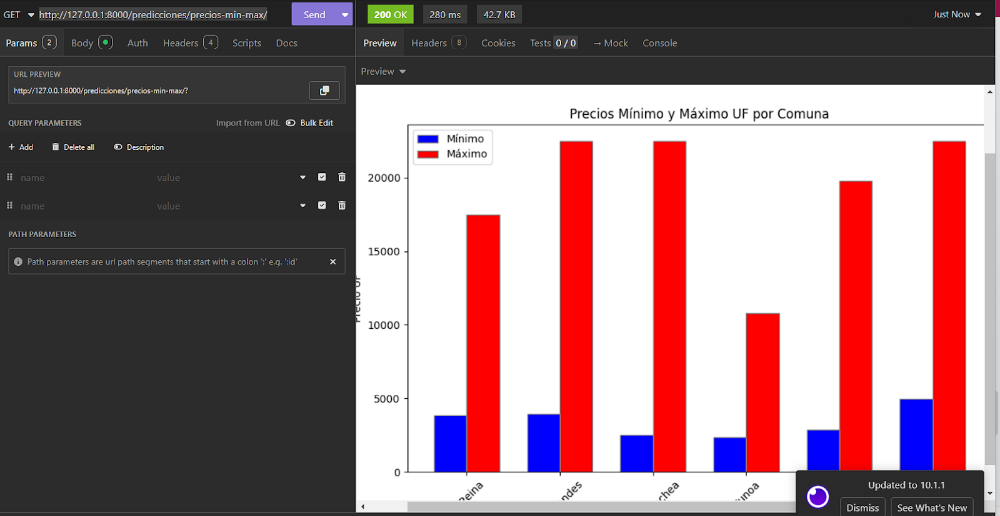 GET http://127.0.0.1:8000/predicciones/precios-min-max/ Send
200 OK 280 ms 42.7 KB Just Now
Params 2 Body Auth Headers 4 Scripts Docs
Preview Headers 8 Cookies Tests 0 / 0 → Mock Console
URL PREVIEW
http://127.0.0.1:8000/predicciones/precios-min-max/?
QUERY PARAMETERS Import from URL Bulk Edit
+ Add Delete all Description
name value
name value
PATH PARAMETERS
Path parameters are url path segments that start with a colon ':' e.g. ':id'
Preview
Precios Mínimo y Máximo UF por Comuna
Mínimo
Máximo
20000
15000
10000
5000
0
Precio UF
Reina
ndes
chea
unoa
Updated to 10.1.1
Dismiss See What's New